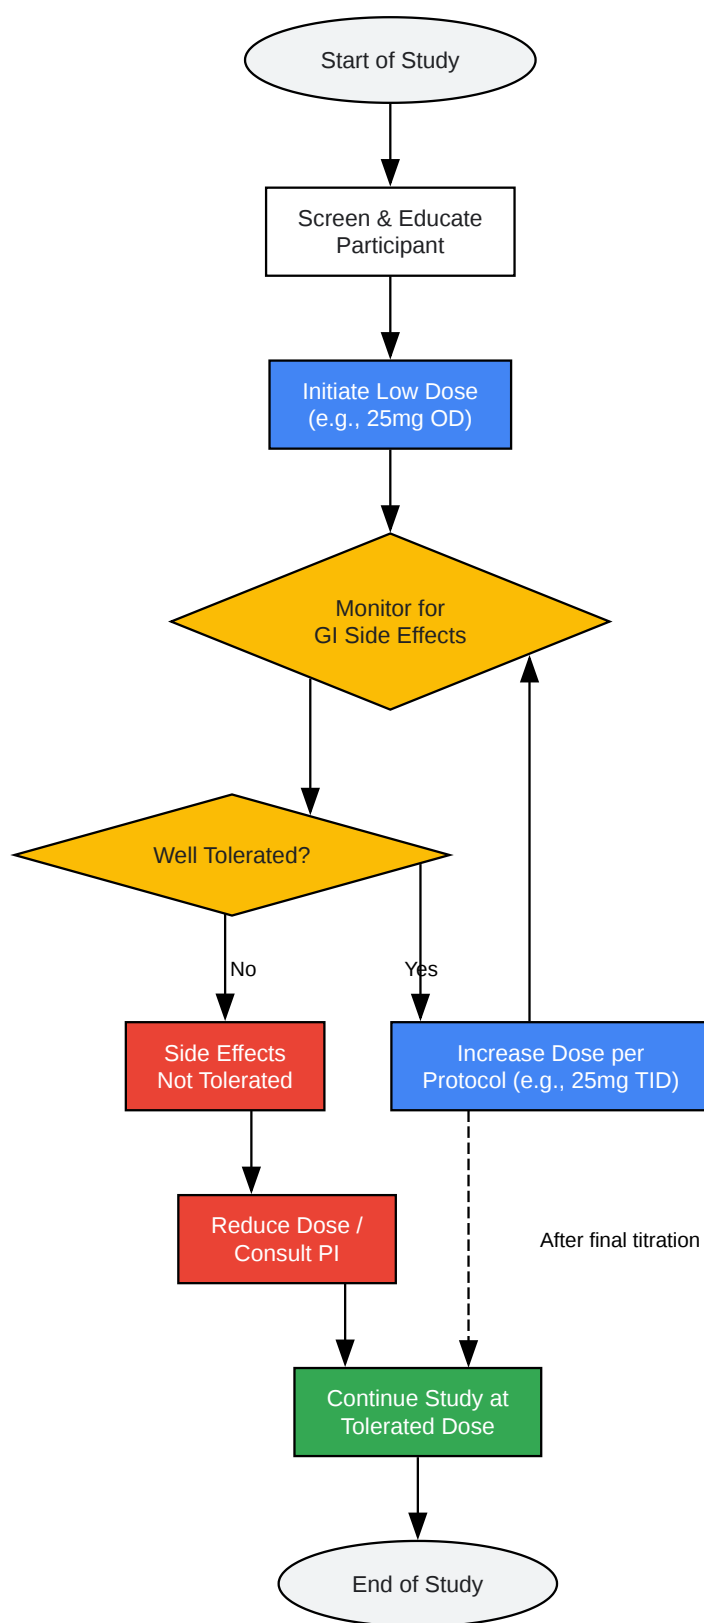 Start of Study
Screen & Educate
Participant
Initiate Low Dose
(e.g., 25mg OD)
Monitor for
GI Side Effects
Well Tolerated?
No
Yes
Side Effects
Not Tolerated
Increase Dose per
Protocol (e.g., 25mg TID)
Reduce Dose /
Consult PI
After final titration
Continue Study at
Tolerated Dose
End of Study